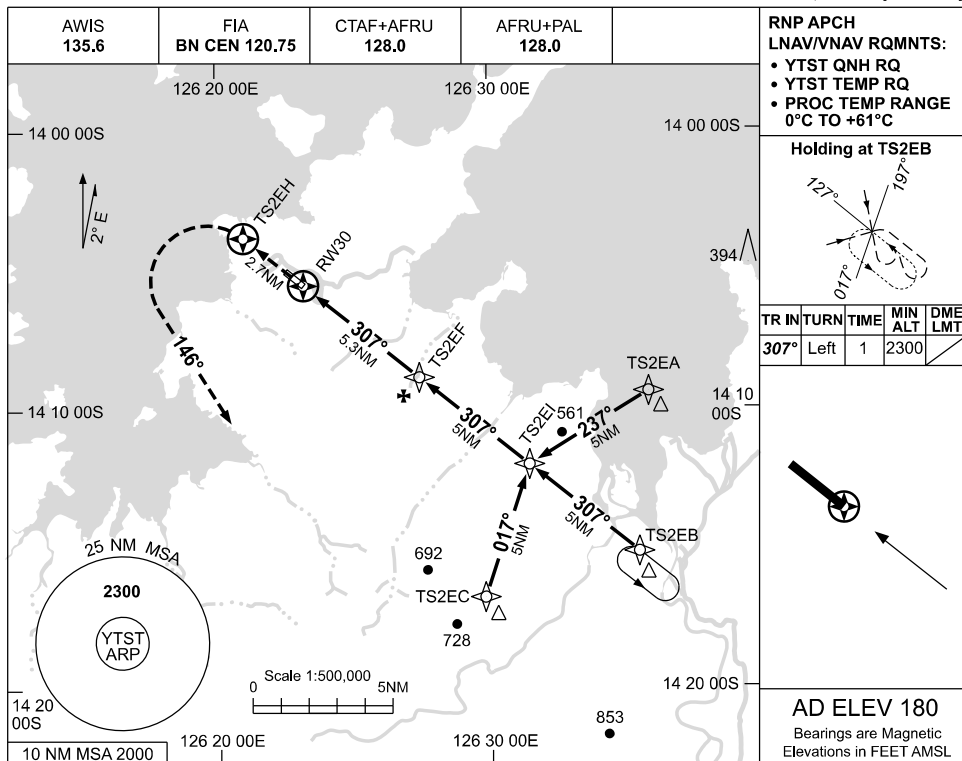 AWIS
135.6
FIA
BN CEN 120.75
CTAF+AFRU
128.0
AFRU+PAL
128.0
RNP APCH
LNAV/VNAV RQMNTS:
• YTST QNH RQ
• YTST TEMP RQ
• PROC TEMP RANGE
0°C TO +61°C
126 20 00E
126 30 00E
14 00 00S
14 00 00S
2° E
TS2EH
RW30
2.7NM
394
Holding at TS2EB
127°
197°
017°
TR IN
TURN
TIME
MIN
ALT
DME
LMT
307°
Left
1
2300
146°
307°
5.3NM
TS2EF
TS2EA
14 10 00S
14 10
00S
307°
5NM
TS2EI
561
237°
5NM
307°
5NM
TS2EB
017°
5NM
692
TS2EC
728
25 NM MSA
2300
YTST
ARP
Scale 1:500,000
0
5NM
14 20
00S
14 20 00S
853
126 20 00E
126 30 00E
10 NM MSA 2000
AD ELEV 180
Bearings are Magnetic
Elevations in FEET AMSL